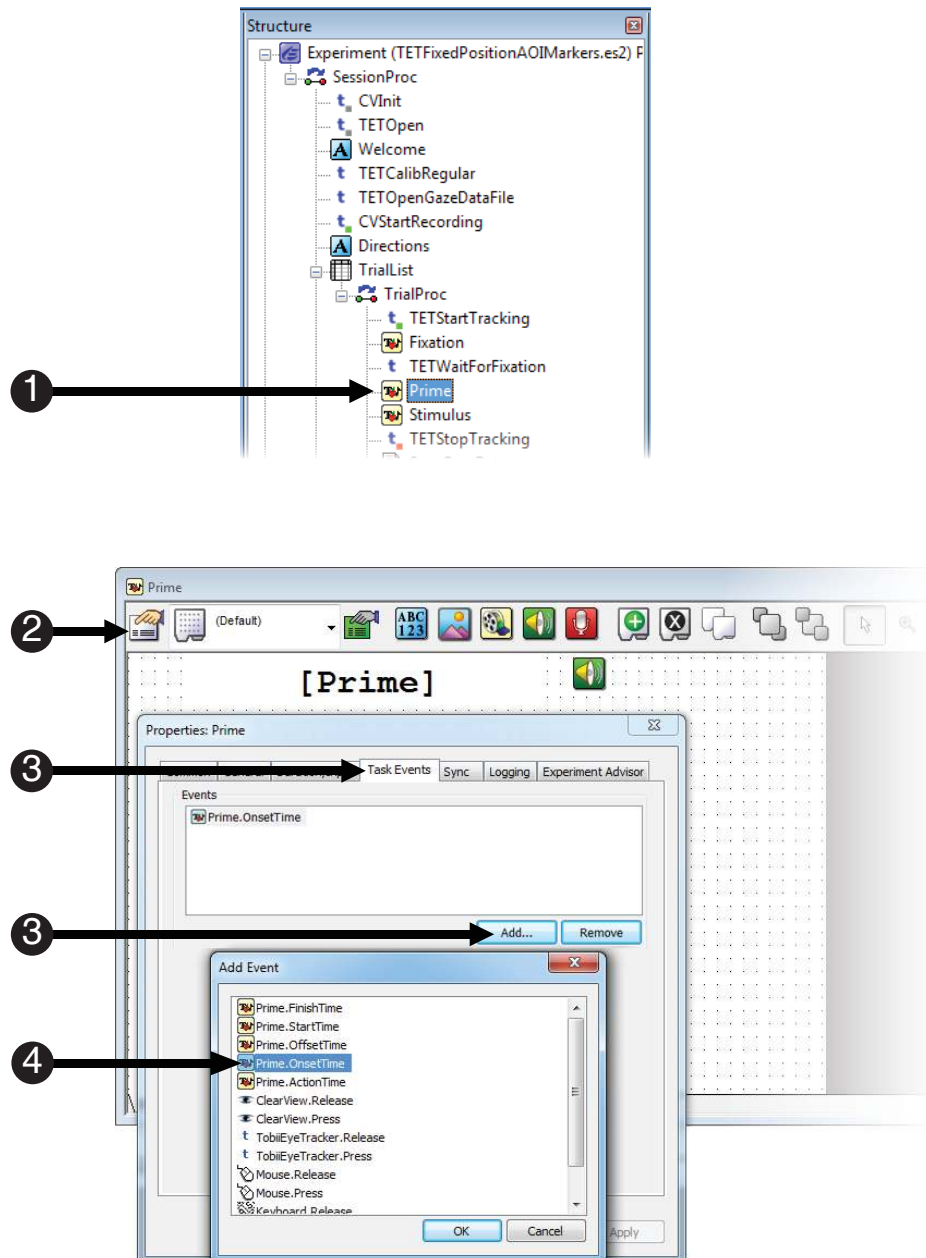 Structure
Experiment (TETFixedPositionAOIMarkers.es2) P
SessionProc
CVInit
TETOpen
Welcome
TETCalibRegular
TETOpenGazeDataFile
CVStartRecording
Directions
TrialList
TrialProc
TETStartTracking
Fixation
TETWaitForFixation
1
Prime
Stimulus
TETStopTracking
Prime
2
(Default)
ABC
123
[Prime]
Properties: Prime
3
Task Events Sync Logging Experiment Advisor
Events
Prime.OnsetTime
3
Add... Remove
Add Event
Prime.FinishTime
Prime.StartTime
Prime.OffsetTime
4
Prime.OnsetTime
Prime.ActionTime
ClearView.Release
ClearView.Press
TobiiEyeTracker.Release
TobiiEyeTracker.Press
Mouse.Release
Mouse.Press
Keyboard.Release
OK Cancel Apply